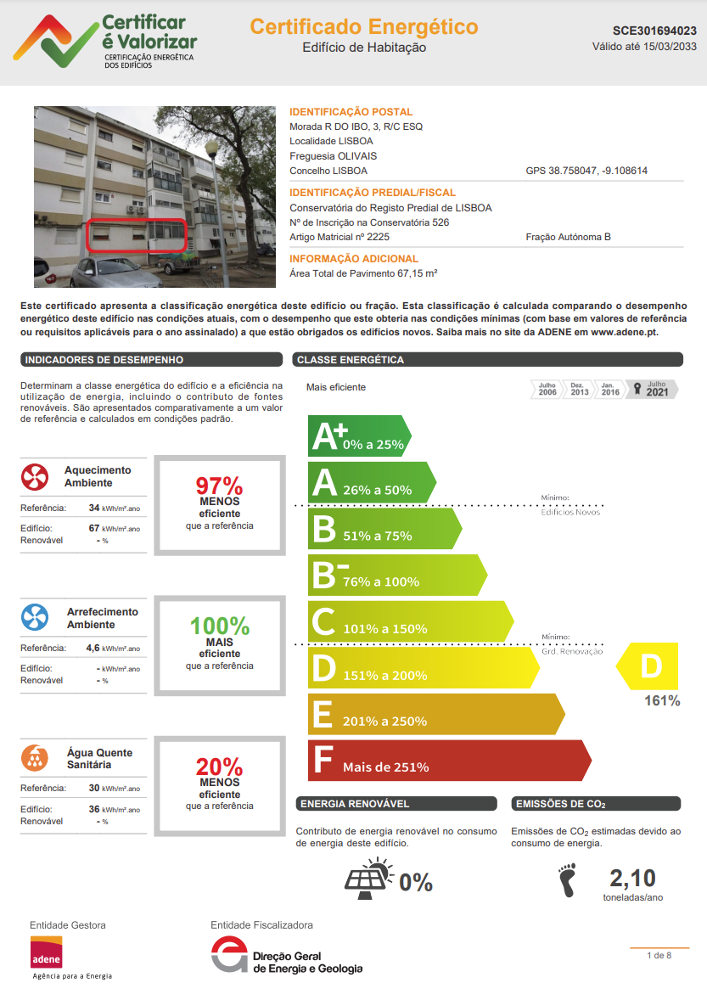 Certificar
é Valorizar
CERTIFICAÇÃO ENERGÉTICA
DOS EDIFÍCIOS
Certificado Energético
Edifício de Habitação
SCE301694023
Válido até 15/03/2033
IDENTIFICAÇÃO POSTAL
Morada R DO IBO, 3, R/C ESQ
Localidade LISBOA
Freguesia OLIVAIS
Concelho LISBOA
GPS 38.758047, -9.108614
IDENTIFICAÇÃO PREDIAL/FISCAL
Conservatória do Registo Predial de LISBOA
Nº de Inscrição na Conservatória 526
Artigo Matricial nº 2225
Fração Autónoma B
INFORMAÇÃO ADICIONAL
Área Total de Pavimento 67,15 m²
Este certificado apresenta a classificação energética deste edifício ou fração. Esta classificação é calculada comparando o desempenho
energético deste edifício nas condições atuais, com o desempenho que este obteria nas condições mínimas (com base em valores de referência
ou requisitos aplicáveis para o ano assinalado) a que estão obrigados os edifícios novos. Saiba mais no site da ADENE em www.adene.pt.
INDICADORES DE DESEMPENHO
Determinam a classe energética do edifício e a eficiência na
utilização de energia, incluindo o contributo de fontes
renováveis. São apresentados comparativamente a um valor
de referência e calculados em condições padrão.
Aquecimento
Ambiente
Referência: 34 kWh/m².ano
Edifício: 67 kWh/m².ano
Renovável - %
97%
MENOS
eficiente
que a referência
Arrefecimento
Ambiente
Referência: 4,6 kWh/m².ano
Edifício: - kWh/m².ano
Renovável - %
100%
MAIS
eficiente
que a referência
Água Quente
Sanitária
Referência: 30 kWh/m².ano
Edifício: 36 kWh/m².ano
Renovável - %
20%
MENOS
eficiente
que a referência
CLASSE ENERGÉTICA
Mais eficiente
Julho
2006
Dez.
2013
Jan.
2016
Julho
2021
A+ 0% a 25%
A 26% a 50%
Mínimo:
Edifícios Novos
B 51% a 75%
B- 76% a 100%
C 101% a 150%
Mínimo:
Grd. Renovação
D 151% a 200%
D
161%
E 201% a 250%
F Mais de 251%
ENERGIA RENOVÁVEL
Contributo de energia renovável no consumo
de energia deste edifício.
0%
EMISSÕES DE CO2
Emissões de CO2 estimadas devido ao
consumo de energia.
2,10
toneladas/ano
Entidade Gestora
adene
Agência para a Energia
Entidade Fiscalizadora
Direção Geral
de Energia e Geologia
1 de 8